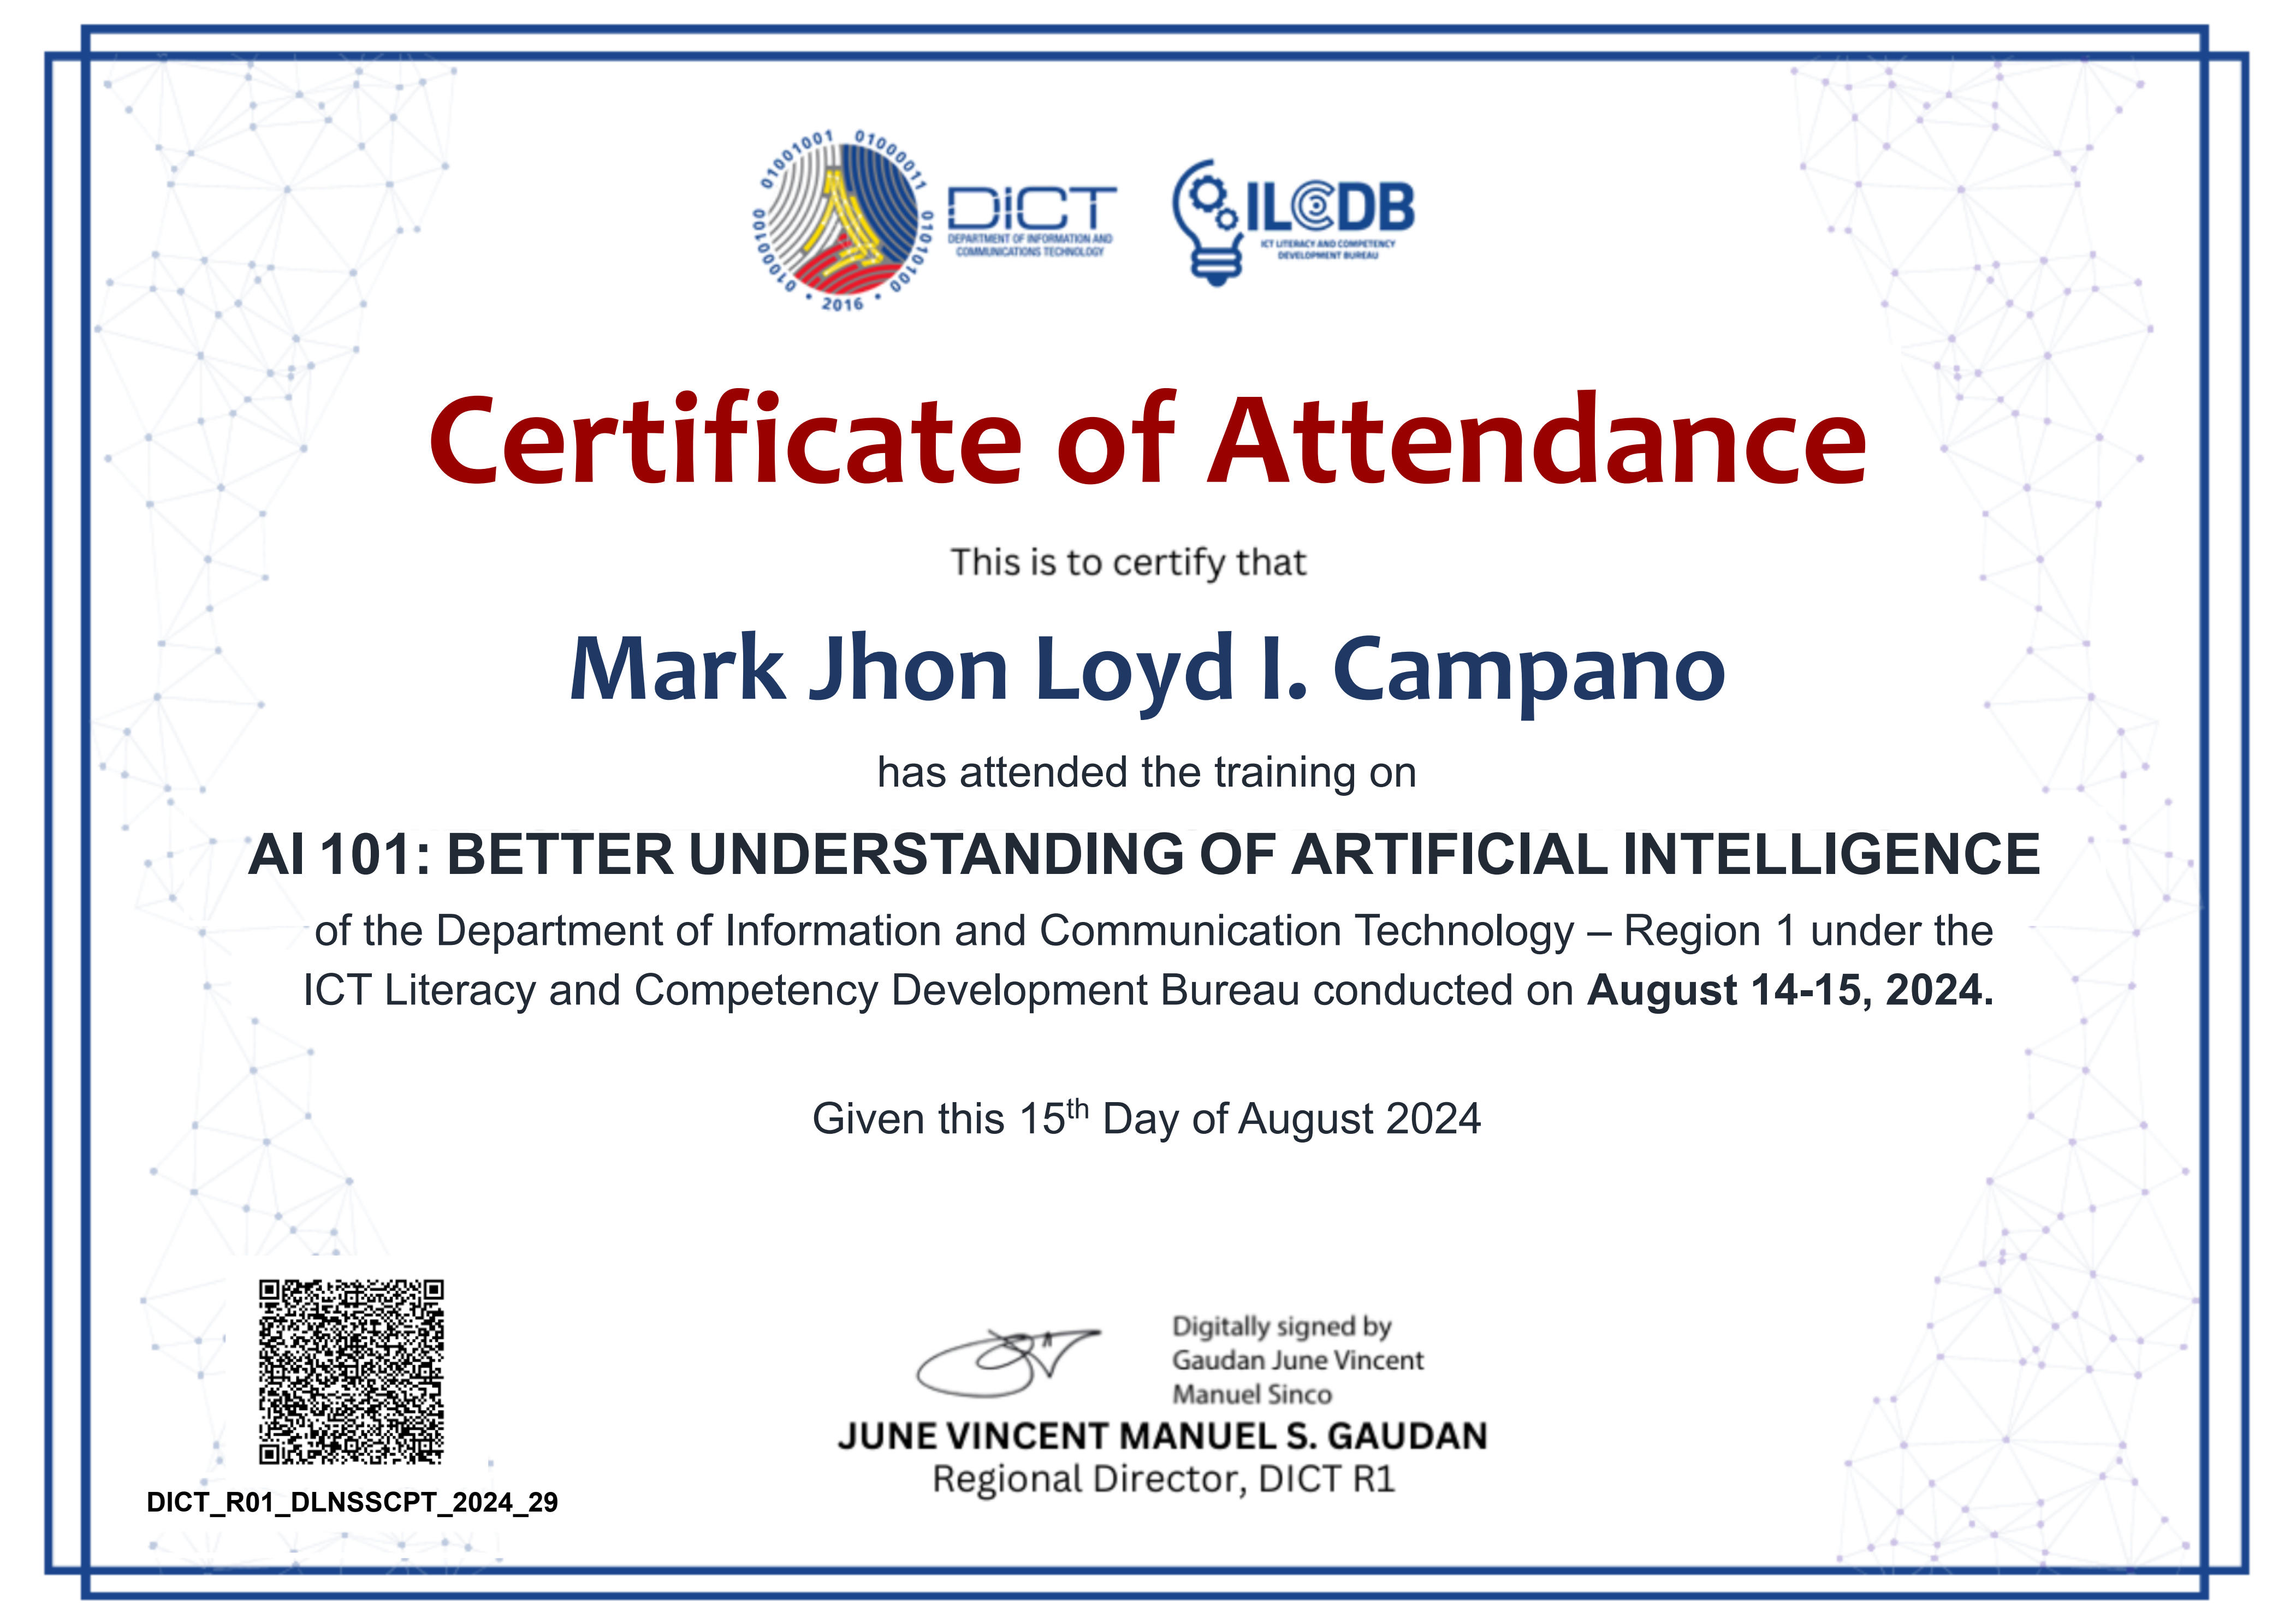 01001001 01000011 01010100 01000100 • 2016 •
DICT
DEPARTMENT OF INFORMATION AND
COMMUNICATIONS TECHNOLOGY
ILCDB
ICT LITERACY AND COMPETENCY
DEVELOPMENT BUREAU
Certificate of Attendance
This is to certify that
Mark Jhon Loyd I. Campano
has attended the training on
AI 101: BETTER UNDERSTANDING OF ARTIFICIAL INTELLIGENCE
of the Department of Information and Communication Technology – Region 1 under the
ICT Literacy and Competency Development Bureau conducted on August 14-15, 2024.
Given this 15th Day of August 2024
Digitally signed by
Gaudan June Vincent
Manuel Sinco
JUNE VINCENT MANUEL S. GAUDAN
Regional Director, DICT R1
DICT_R01_DLNSSCPT_2024_29